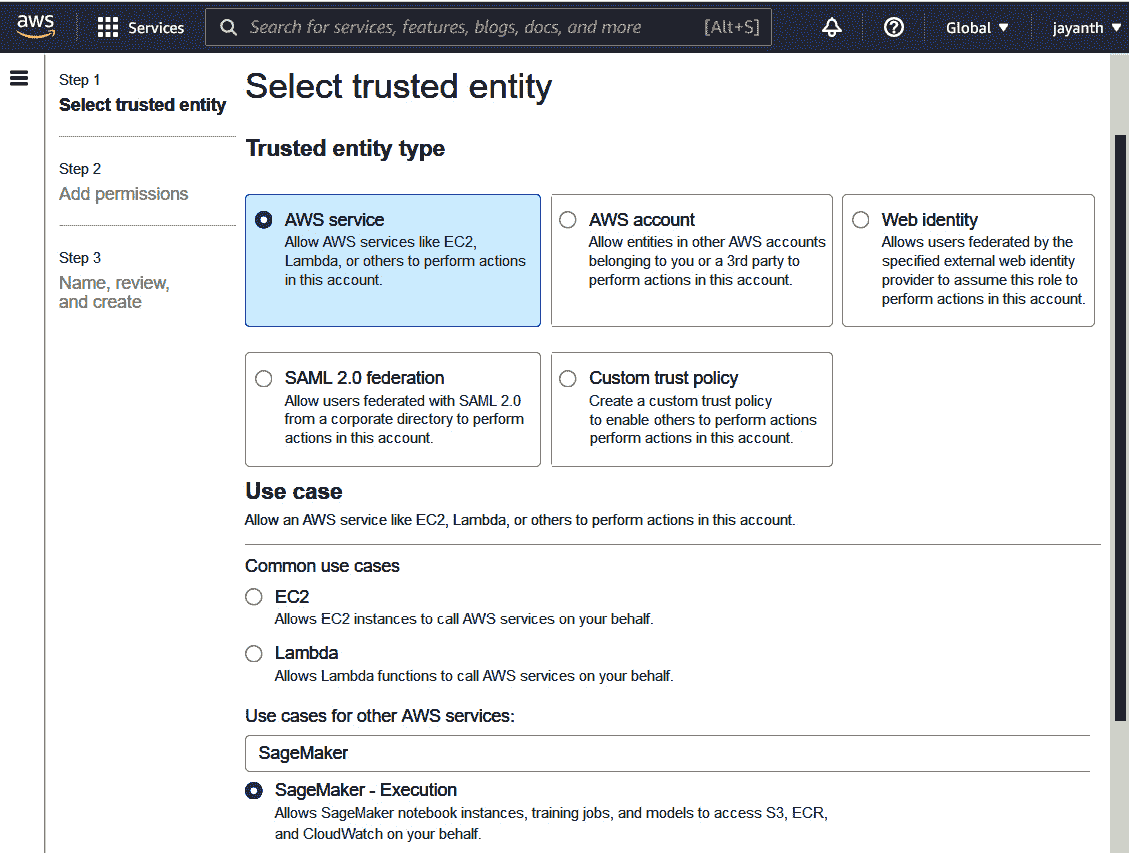 aws Services Search for services, features, blogs, docs, and more [Alt+S] Global jayanth
Step 1
Select trusted entity
Step 2
Add permissions
Step 3
Name, review,
and create
Select trusted entity
Trusted entity type
AWS service
Allow AWS services like EC2,
Lambda, or others to perform actions
in this account.
AWS account
Allow entities in other AWS accounts
belonging to you or a 3rd party to
perform actions in this account.
Web identity
Allows users federated by the
specified external web identity
provider to assume this role to
perform actions in this account.
SAML 2.0 federation
Allow users federated with SAML 2.0
from a corporate directory to perform
actions in this account.
Custom trust policy
Create a custom trust policy
to enable others to perform actions
perform actions in this account.
Use case
Allow an AWS service like EC2, Lambda, or others to perform actions in this account.
Common use cases
EC2
Allows EC2 instances to call AWS services on your behalf.
Lambda
Allows Lambda functions to call AWS services on your behalf.
Use cases for other AWS services:
SageMaker
SageMaker - Execution
Allows SageMaker notebook instances, training jobs, and models to access S3, ECR,
and CloudWatch on your behalf.